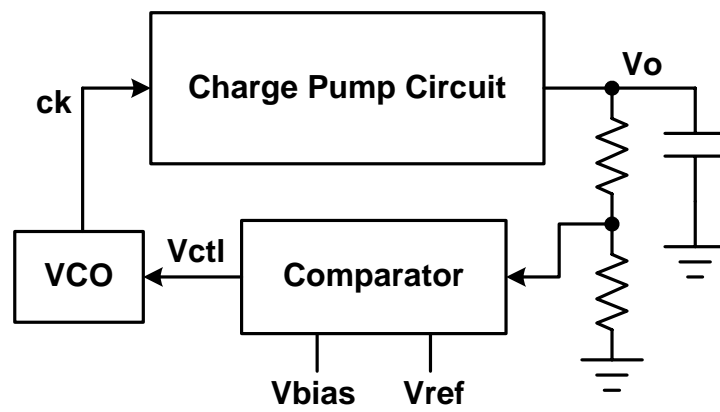 Charge Pump Circuit
Vo
ck
VCO
Vctl
Comparator
Vbias
Vref